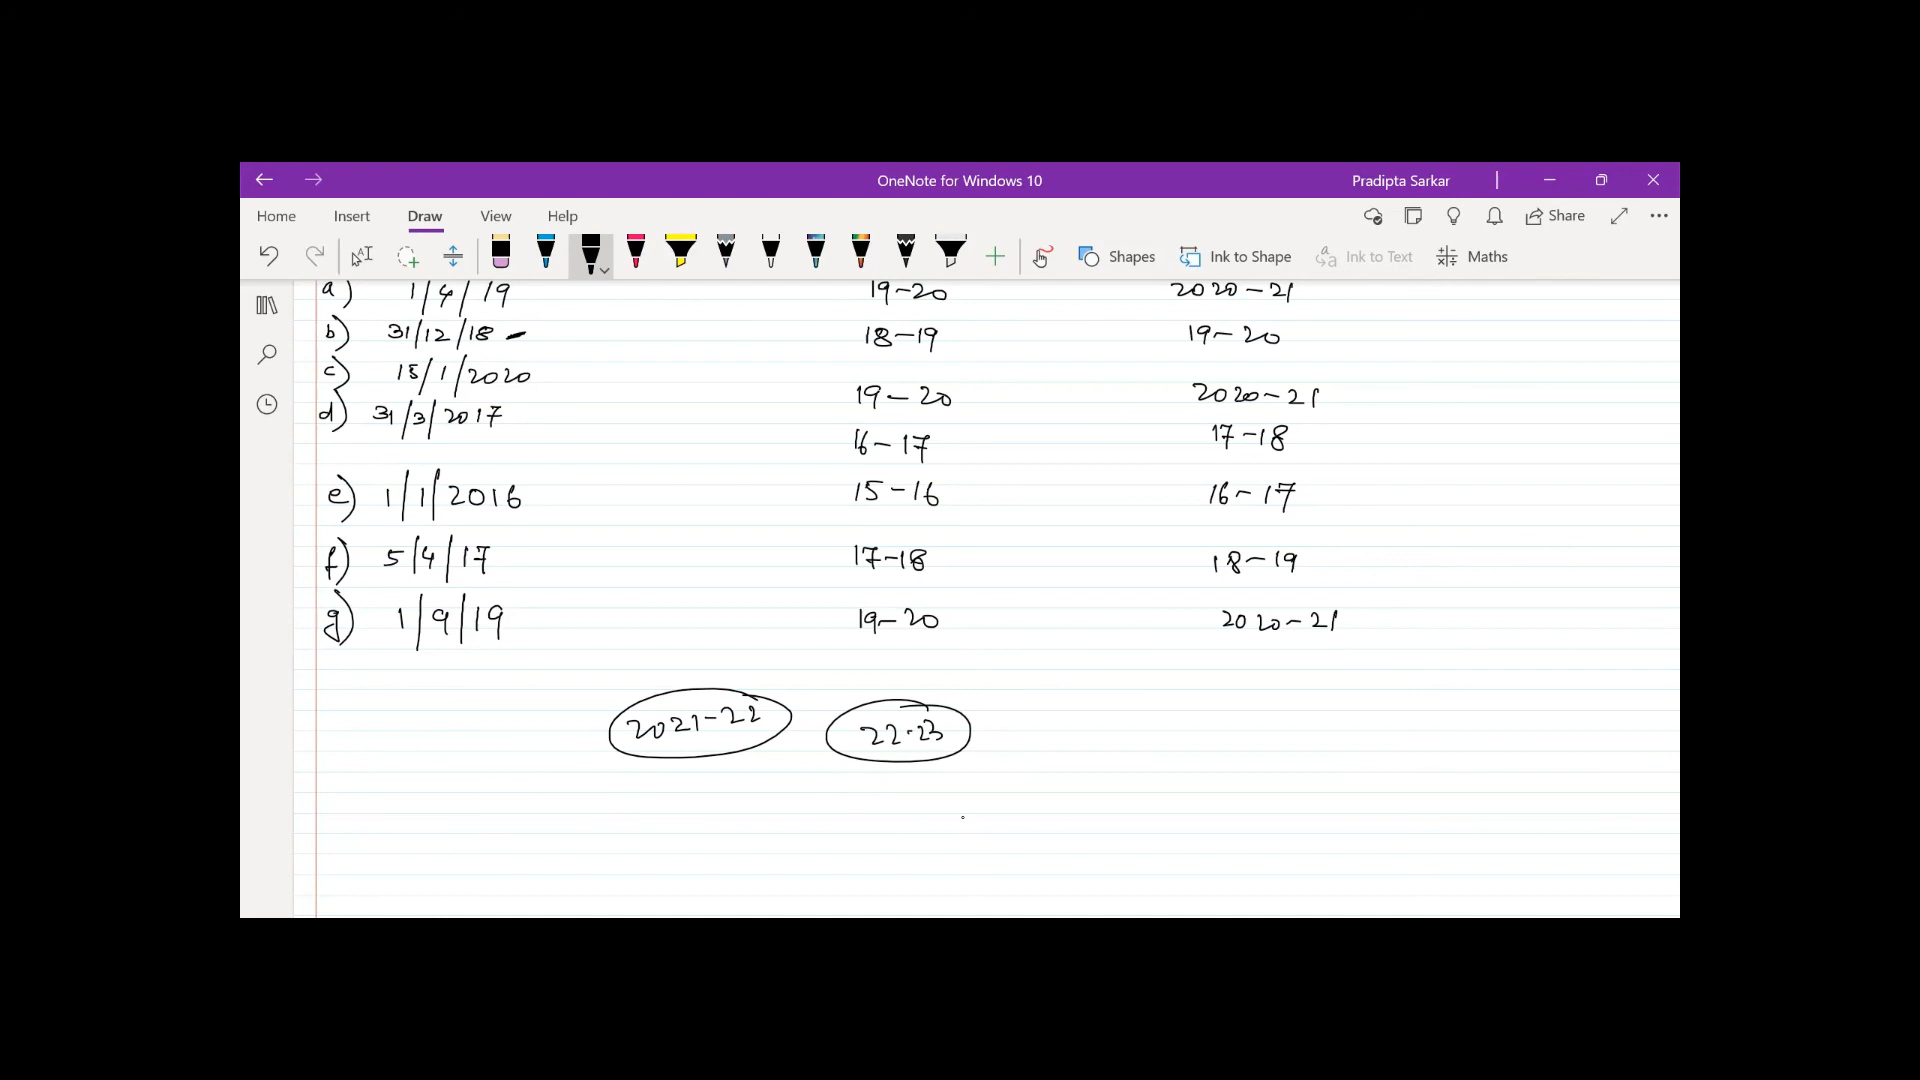 OneNote for Windows 10 Pradipta Sarkar
Home Insert Draw View Help Share
Shapes Ink to Shape Ink to Text Maths
a) 1/4/19 19-20 2020-21
b) 31/12/18 - 18-19 19-20
c) 15/1/2020 19-20 2020-21
d) 31/3/2017 16-17 17-18
e) 1/1/2016 15-16 16-17
f) 5/4/17 17-18 18-19
g) 1/9/19 19-20 2020-21
2021-22 22-23